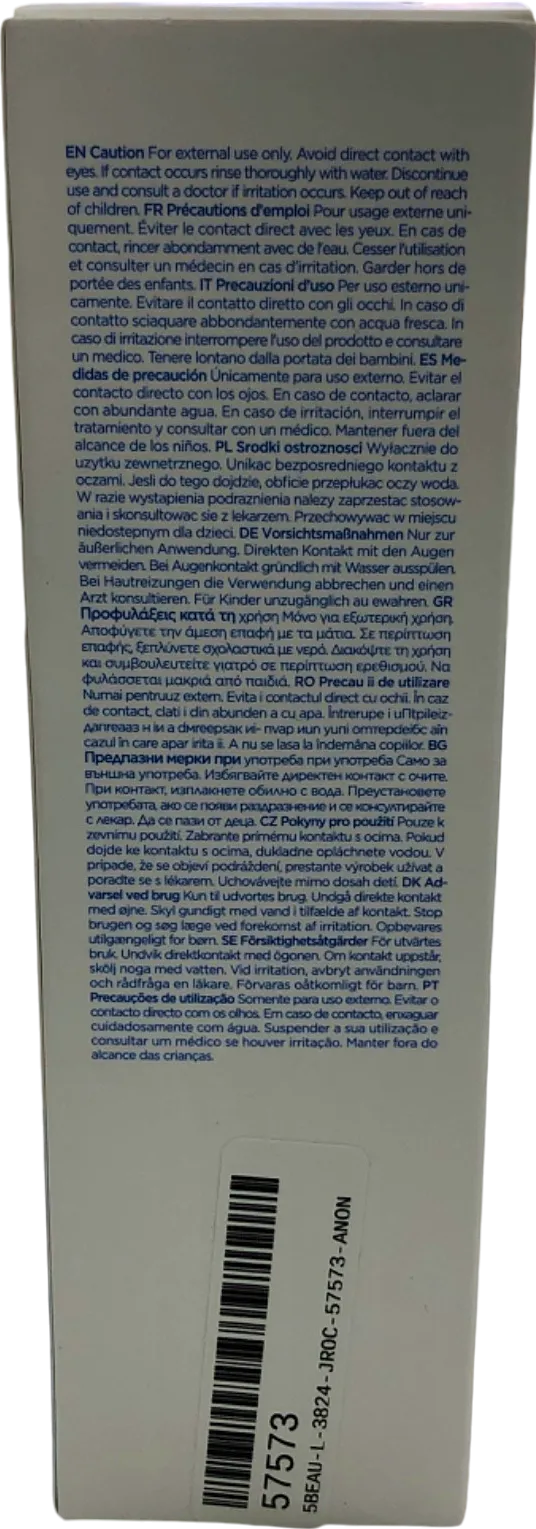 EN Caution For external use only. Avoid direct contact with
eyes. If contact occurs rinse thoroughly with water. Discontinue
use and consult a doctor if irritation occurs. Keep out of reach
of children. FR Précautions d'emploi Pour usage externe uni-
quement. Éviter le contact direct avec les yeux. En cas de
contact, rincer abondamment avec de l'eau. Cesser l'utilisation
et consulter un médecin en cas d'irritation. Garder hors de
portée des enfants. IT Precauzioni d'uso Per uso esterno uni-
camente. Evitare il contatto diretto con gli occhi. In caso di
contatto sciaquare abbondantemente con acqua fresca. In
caso di irritazione interrompere l'uso del prodotto e consultare
un medico. Tenere lontano dalla portata dei bambini. ES Me-
didas de precaución Únicamente para uso externo. Evitar el
contacto directo con los ojos. En caso de contacto, aclarar
con abundante agua. En caso de irritación, interrumpir el
tratamiento y consultar con un médico. Mantener fuera del
alcance de los niños. PL Srodki ostroznosci Wyłacznie do
uzytku zewnetrznego. Unikac bezposredniego kontaktu z
oczami. Jesli do tego dojdzie, obficie przepłukac oczy woda.
W razie wystapienia podraznienia nalezy zaprzestac stosow-
ania i skonsultowac sie z lekarzem. Przechowywac w miejscu
niedostepnym dla dzieci. DE Vorsichtsmaßnahmen Nur zur
äußerlichen Anwendung. Direkten Kontakt mit den Augen
vermeiden. Bei Augenkontakt gründlich mit Wasser ausspülen.
Bei Hautreizungen die Verwendung abbrechen und einen
Arzt konsultieren. Für Kinder unzugänglich au ewahren. GR
Προφυλάξεις κατά τη χρήση Μόνο για εξωτερική χρήση.
Αποφύγετε την άμεση επαφή με τα μάτια. Σε περίπτωση
επαφής, ξεπλύνετε σχολαστικά με νερό. Διακόψτε τη χρήση
και συμβουλευτείτε γιατρό σε περίπτωση ερεθισμού. Να
φυλάσσεται μακριά από παιδιά. RO Precau ii de utilizare
Numai pentruuz extern. Evita i contactul direct cu ochii. În caz
de contact, clati i din abunden a cu apa. Întrerupe i
cazul în care apar irita ii. A nu se lasa la îndemâna copiilor. BG
Предпазни мерки при употреба при употреба Само за
външна употреба. Избягвайте директен контакт с очите.
При контакт, изплакнете обилно с вода. Преустановете
употребата, ако се появи раздразнение и се консултирайте
с лекар. Да се пази от деца. CZ Pokyny pro použití Pouze k
zevnímu použití. Zabrante prímému kontaktu s ocima. Pokud
dojde ke kontaktu s ocima, dukladne opláchnete vodou. V
prípade, že se objeví podráždení, prestante výrobek užívat a
poradte se s lékarem. Uchovávejte mimo dosah detí. DK Ad-
varsel ved brug Kun til udvortes brug. Undgå direkte kontakt
med øjne. Skyl gundigt med vand i tilfælde af kontakt. Stop
brugen og søg læge ved forekomst af irritation. Opbevares
utilgængeligt for børn. SE Försiktighetsåtgärder För utvärtes
bruk. Undvik direktkontakt med ögonen. Om kontakt uppstår,
skölj noga med vatten. Vid irritation, avbryt användningen
och rådfråga en läkare. Förvaras oåtkomligt för barn. PT
Precauções de utilização Somente para uso externo. Evitar o
contacto directo com os olhos. Em caso de contacto, enxaguar
cuidadosamente com água. Suspender a sua utilização e
consultar um médico se houver irritação. Manter fora do
alcance das crianças.
57573
5BEAU-L-3824-JROC-57573-ANON